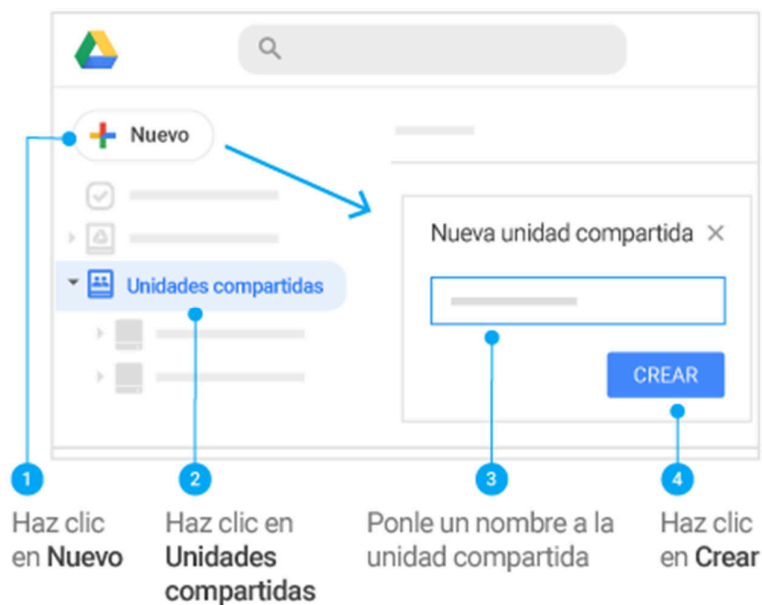 Nuevo
Nueva unidad compartida
Unidades compartidas
CREAR
1
Haz clic
en Nuevo
2
Haz clic en
Unidades
compartidas
3
Ponle un nombre a la
unidad compartida
4
Haz clic
en Crear